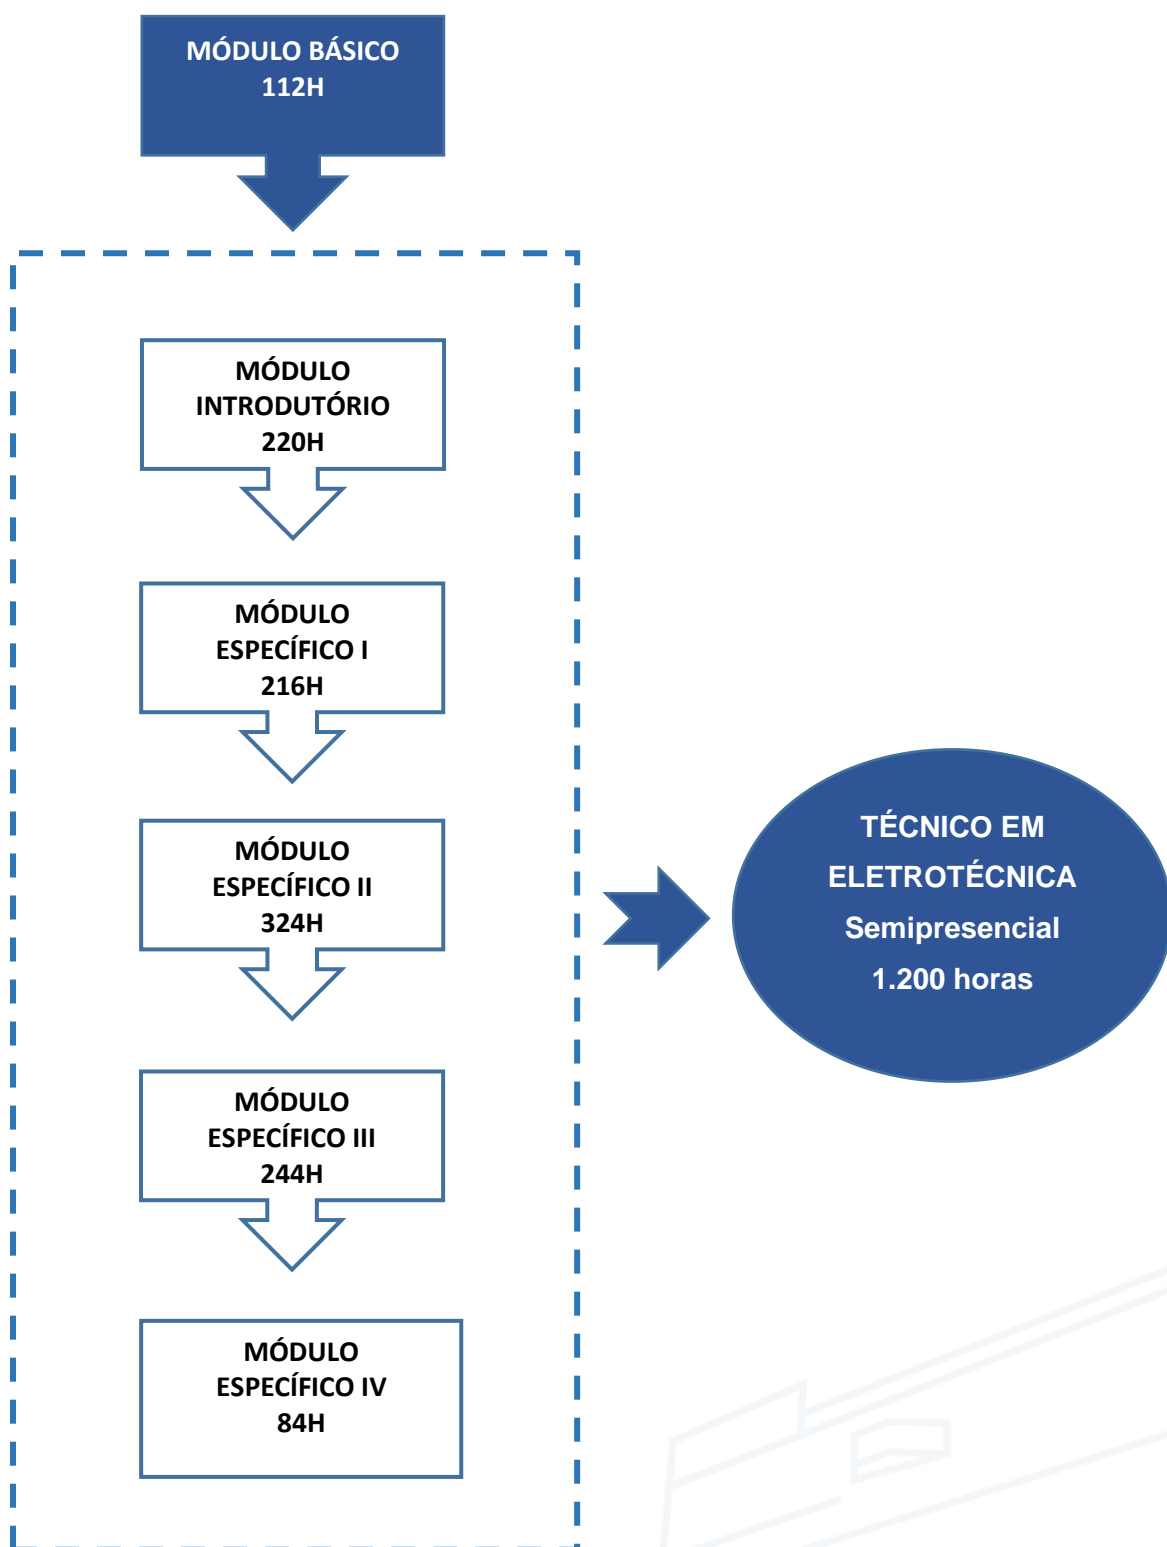 MÓDULO BÁSICO
112H
MÓDULO
INTRODUTÓRIO
220H
MÓDULO
ESPECÍFICO I
216H
MÓDULO
ESPECÍFICO II
324H
MÓDULO
ESPECÍFICO III
244H
MÓDULO
ESPECÍFICO IV
84H
TÉCNICO EM
ELETROTÉCNICA
Semipresencial
1.200 horas